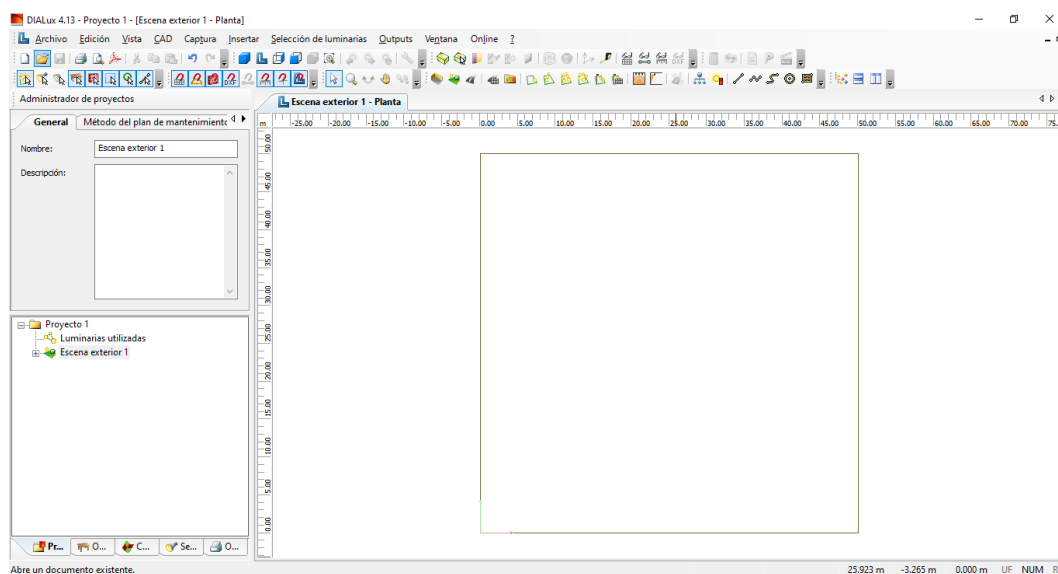 DIALux 4.13 - Proyecto 1 - [Escena exterior 1 - Planta]
Archivo Edición Vista CAD Captura Insertar Selección de luminarias Outputs Ventana Online ?
Administrador de proyectos
Escena exterior 1 - Planta
General Método del plan de mantenimientc
m -25.00 -20.00 -15.00 -10.00 -5.00 0.00 5.00 10.00 15.00 20.00 25.00 30.00 35.00 40.00 45.00 50.00 55.00 60.00 65.00 70.00 75.
Nombre: Escena exterior 1
Descripción:
50.00
45.00
40.00
35.00
30.00
25.00
20.00
15.00
10.00
5.00
0.00
Proyecto 1
Luminarias utilizadas
Escena exterior 1
Pr... O... C... Se... O...
Abre un documento existente. 25.923 m -3.265 m 0.000 m UF NUM R